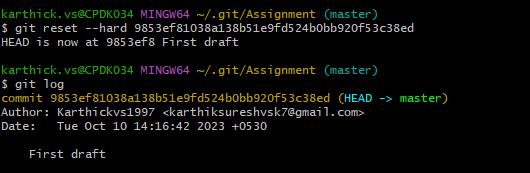 karthick.vs@CPDK034 MINGW64 ~/.git/Assignment (master)
$ git reset --hard 9853ef81038a138b51e9fd524b0bb920f53c38ed
HEAD is now at 9853ef8 First draft
karthick.vs@CPDK034 MINGW64 ~/.git/Assignment (master)
$ git log
commit 9853ef81038a138b51e9fd524b0bb920f53c38ed (HEAD -> master)
Author: Karthickvs1997 <karthiksureshvsk7@gmail.com>
Date:   Tue Oct 10 14:16:42 2023 +0530
    First draft